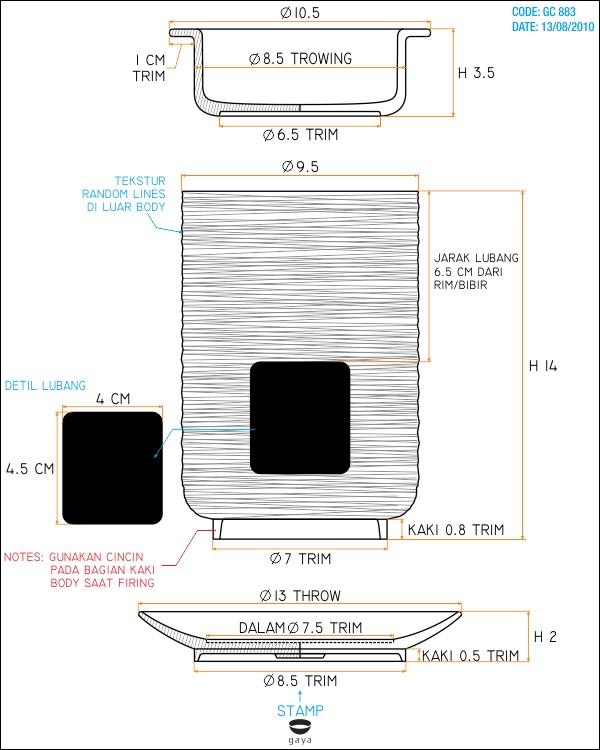 CODE: GC 883
DATE: 13/08/2010
Ø10.5
1 CM
TRIM
Ø8.5 TROWING
H 3.5
Ø6.5 TRIM
Ø9.5
TEKSTUR
RANDOM LINES
DI LUAR BODY
JARAK LUBANG
6.5 CM DARI
RIM/BIBIR
H 14
DETIL LUBANG
4 CM
4.5 CM
KAKI 0.8 TRIM
NOTES: GUNAKAN CINCIN
PADA BAGIAN KAKI
BODY SAAT FIRING
Ø7 TRIM
Ø13 THROW
DALAM Ø7.5 TRIM
H 2
KAKI 0.5 TRIM
Ø8.5 TRIM
STAMP
gaya